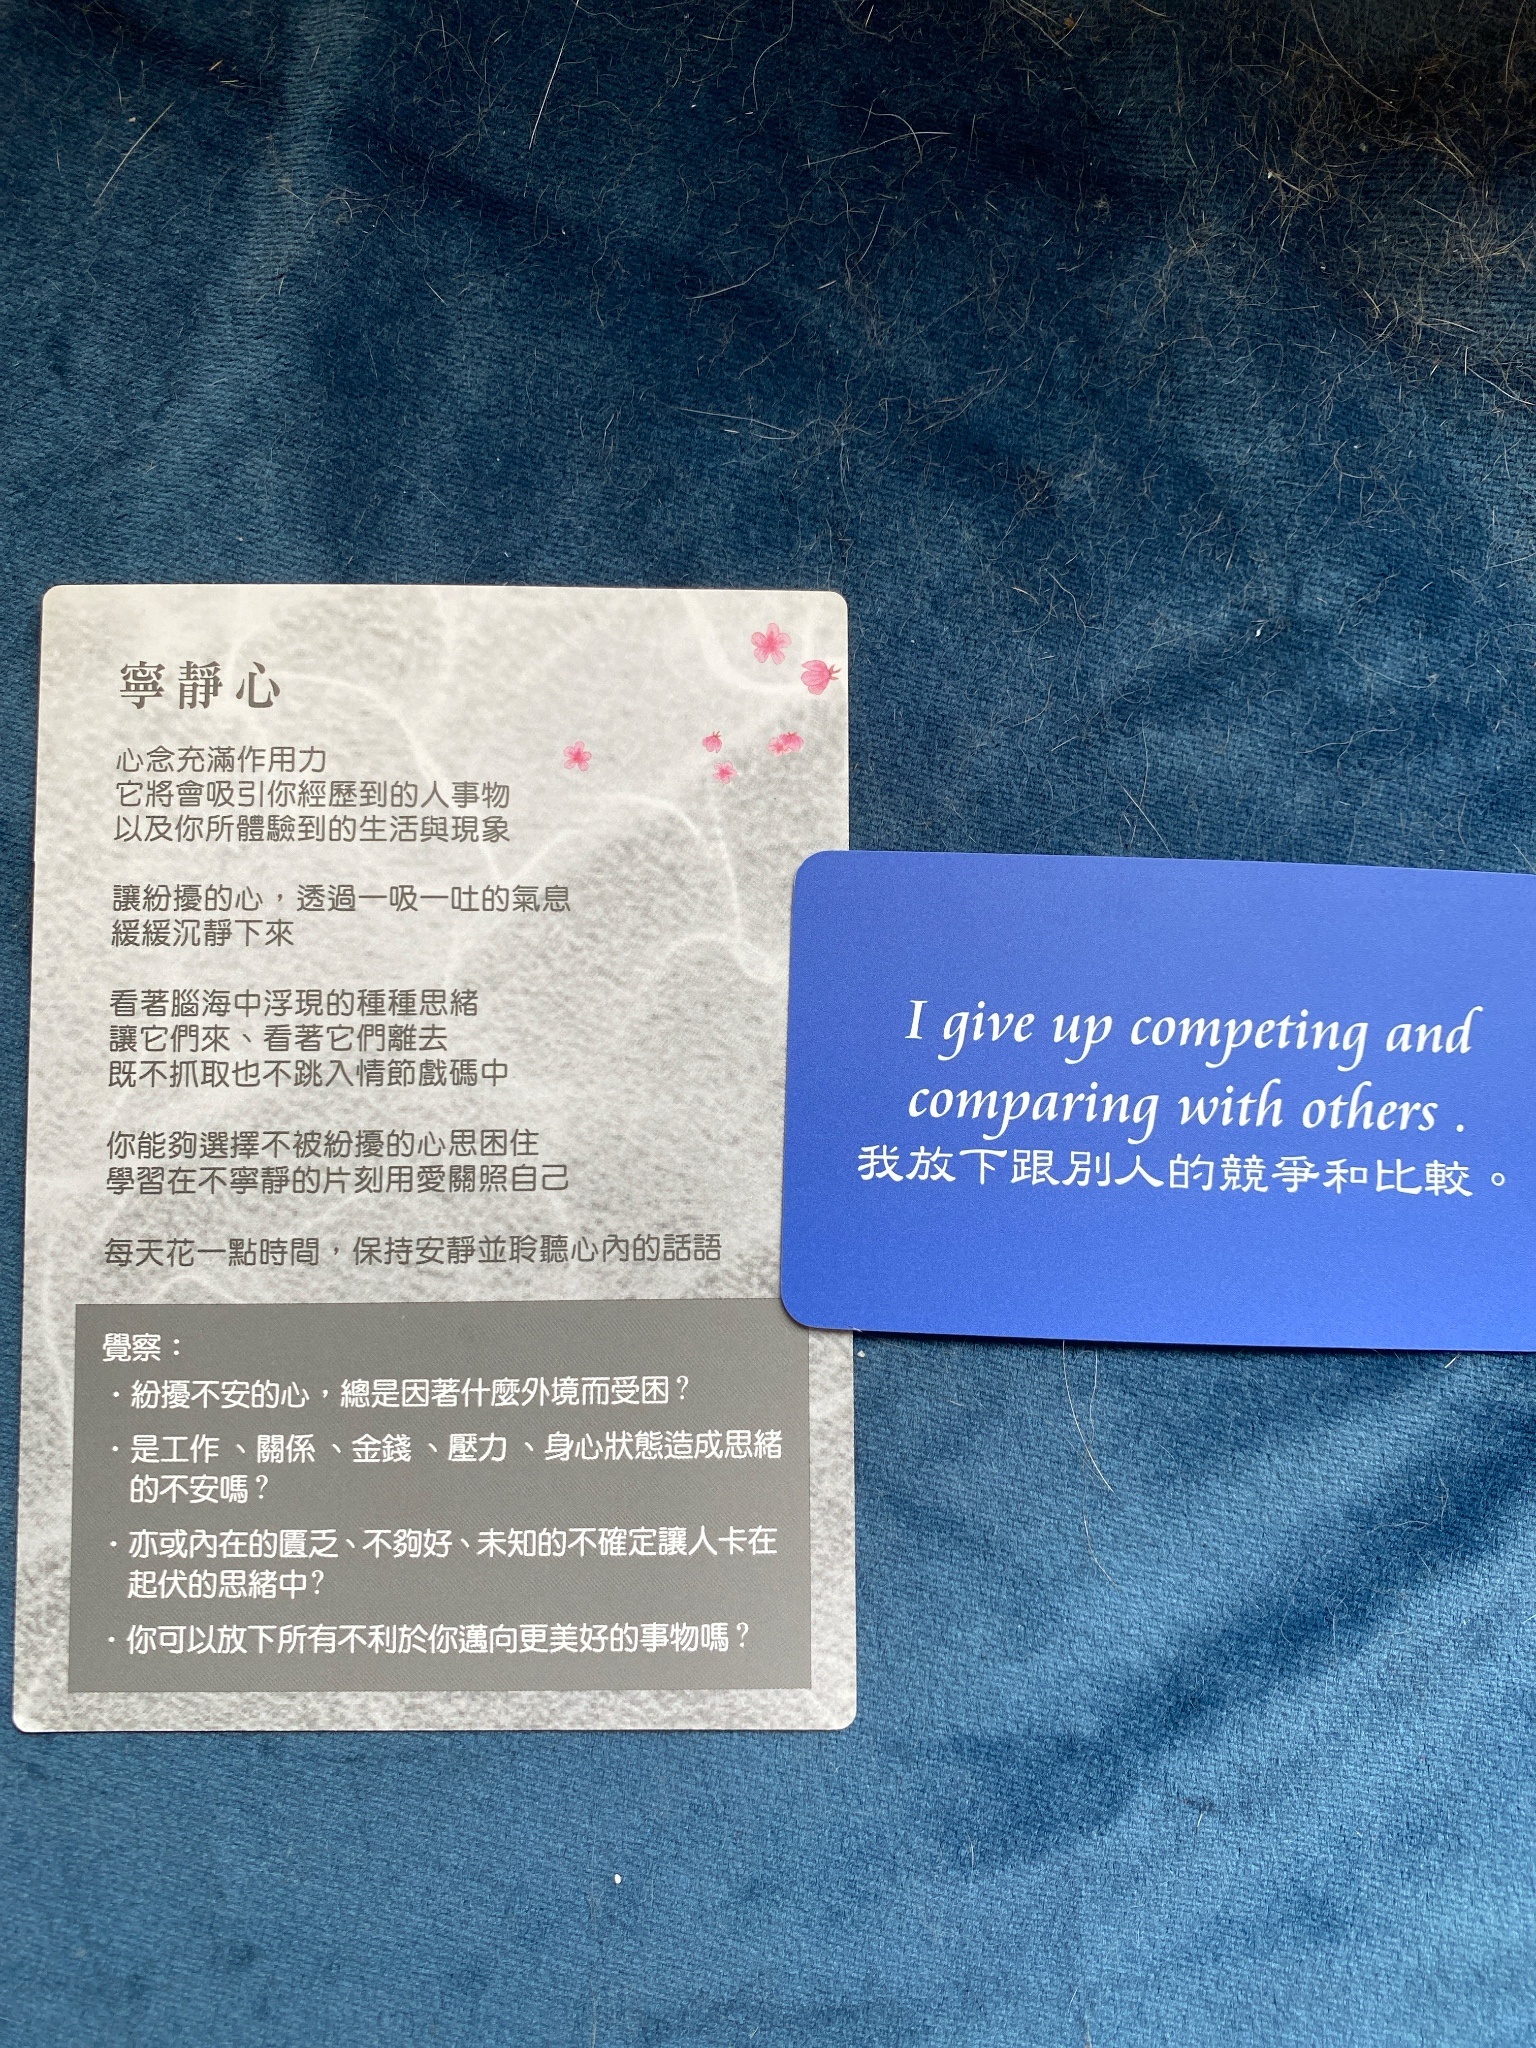 寧靜心
心念充滿作用力
它將會吸引你經歷到的人事物
以及你所體驗到的生活與現象
讓紛擾的心，透過一吸一吐的氣息
緩緩沉靜下來
看著腦海中浮現的種種思緒
讓它們來、看著它們離去
既不抓取也不跳入情節戲碼中
你能夠選擇不被紛擾的心思困住
學習在不寧靜的片刻用愛關照自己
每天花一點時間，保持安靜並聆聽心內的話語
覺察：
·紛擾不安的心，總是因著什麼外境而受困？
·是工作、關係、金錢、壓力、身心狀態造成思緒
的不安嗎？
·亦或內在的匱乏、不夠好、未知的不確定讓人卡在
起伏的思緒中？
·你可以放下所有不利於你邁向更美好的事物嗎？
I give up competing and
comparing with others .
我放下跟別人的競爭和比較。